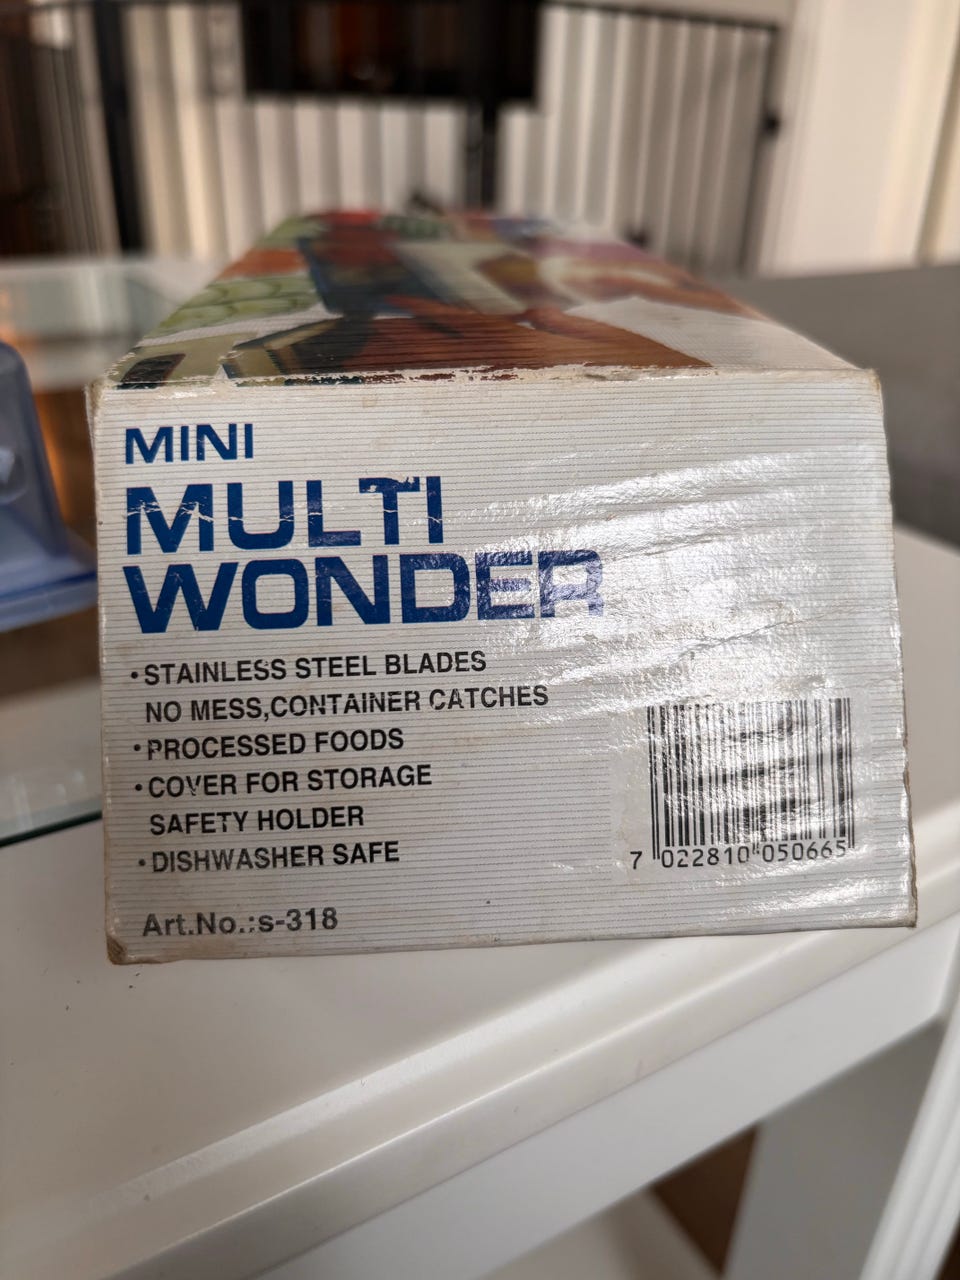 MINI
MULTI
WONDER
•STAINLESS STEEL BLADES
NO MESS,CONTAINER CATCHES
•PROCESSED FOODS
•COVER FOR STORAGE
SAFETY HOLDER
•DISHWASHER SAFE
7 022810 050665
Art.No.:s-318